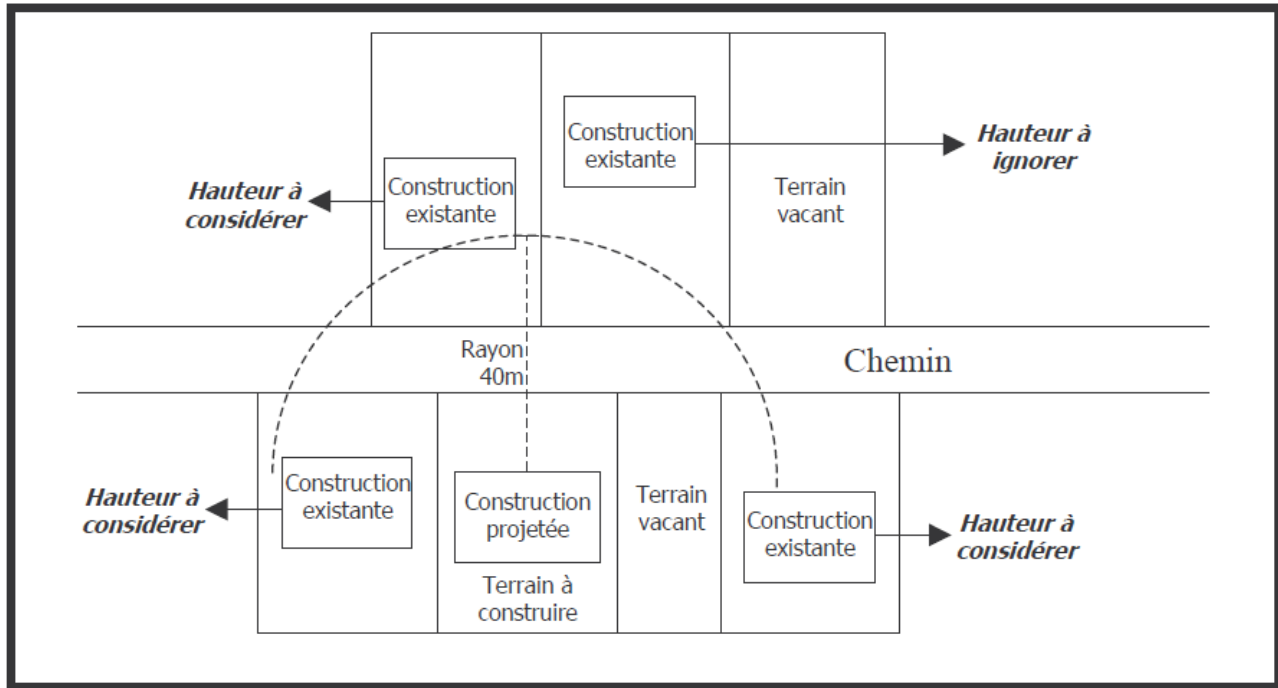 Construction
existante
Hauteur à
ignorer
Hauteur à
considérer
Construction
existante
Terrain
vacant
Rayon
40m
Chemin
Hauteur à
considérer
Construction
existante
Construction
projetée
Terrain à
construire
Terrain
vacant
Construction
existante
Hauteur à
considérer